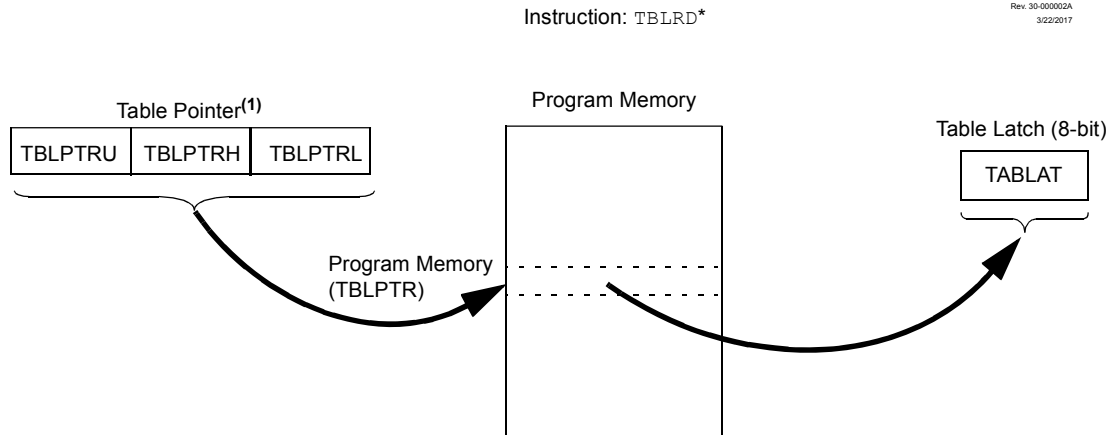 Instruction: TBLRD*
Rev. 30-000002A
3/22/2017
Table Pointer(1)
Program Memory
Table Latch (8-bit)
TBLPTRU TBLPTRH TBLPTRL
TABLAT
Program Memory
(TBLPTR)